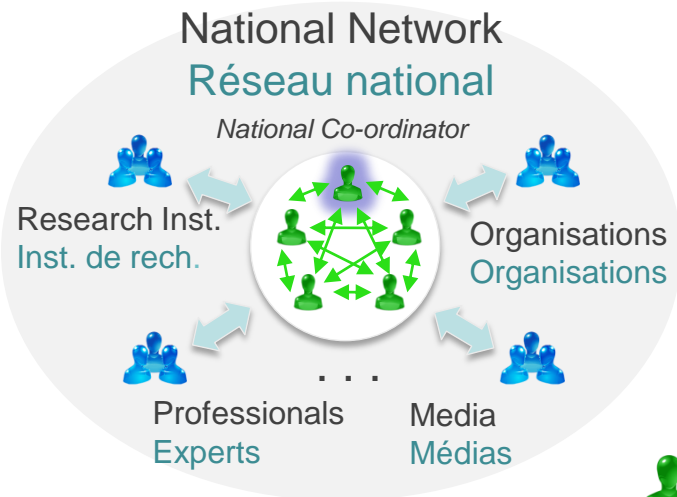 National Network
Réseau national
National Co-ordinator
Research Inst.
Inst. de rech.
Organisations
Organisations
. . .
Professionals
Experts
Media
Médias